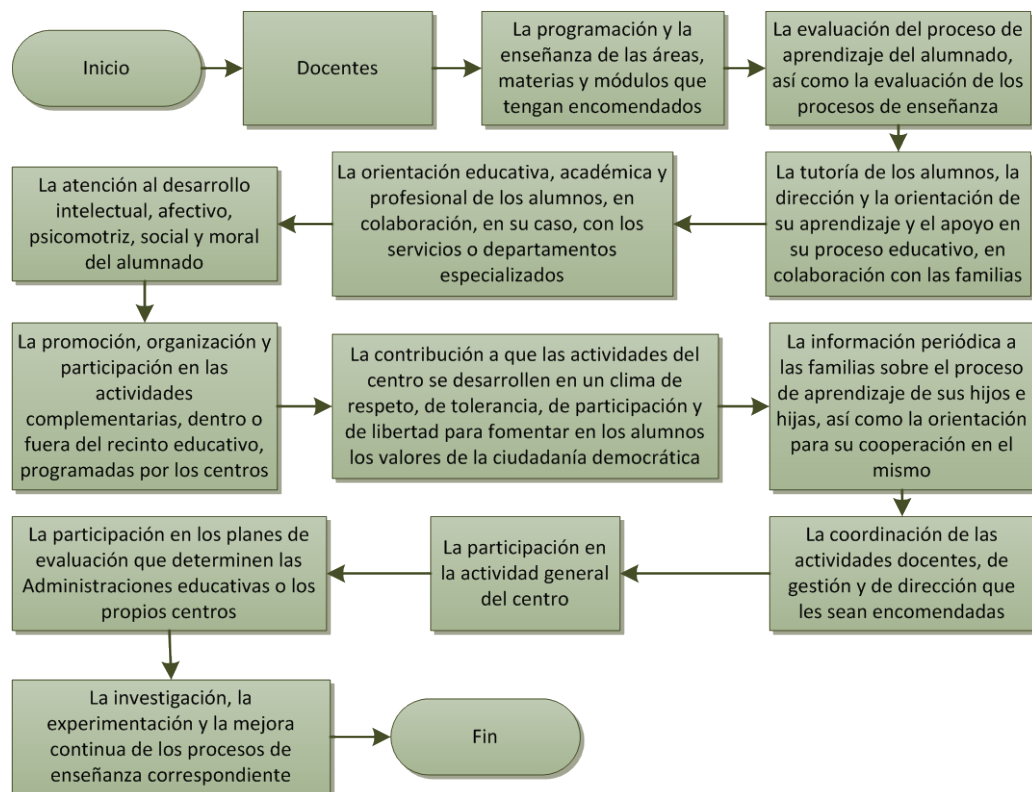 Inicio
Docentes
La programación y la
enseñanza de las áreas,
materias y módulos que
tengan encomendados
La evaluación del proceso de
aprendizaje del alumnado,
así como la evaluación de los
procesos de enseñanza
La tutoría de los alumnos, la
dirección y la orientación de
su aprendizaje y el apoyo en
su proceso educativo, en
colaboración con las familias
La orientación educativa, académica y
profesional de los alumnos, en
colaboración, en su caso, con los
servicios o departamentos
especializados
La atención al desarrollo
intelectual, afectivo,
psicomotriz, social y moral
del alumnado
La promoción, organización y
participación en las
actividades
complementarias, dentro o
fuera del recinto educativo,
programadas por los centros
La contribución a que las actividades del
centro se desarrollen en un clima de
respeto, de tolerancia, de participación y
de libertad para fomentar en los alumnos
los valores de la ciudadanía democrática
La información periódica a
las familias sobre el proceso
de aprendizaje de sus hijos e
hijas, así como la orientación
para su cooperación en el
mismo
La coordinación de las
actividades docentes, de
gestión y de dirección que
les sean encomendadas
La participación en
la actividad general
del centro
La participación en los planes de
evaluación que determinen las
Administraciones educativas o los
propios centros
La investigación, la
experimentación y la mejora
continua de los procesos de
enseñanza correspondiente
Fin